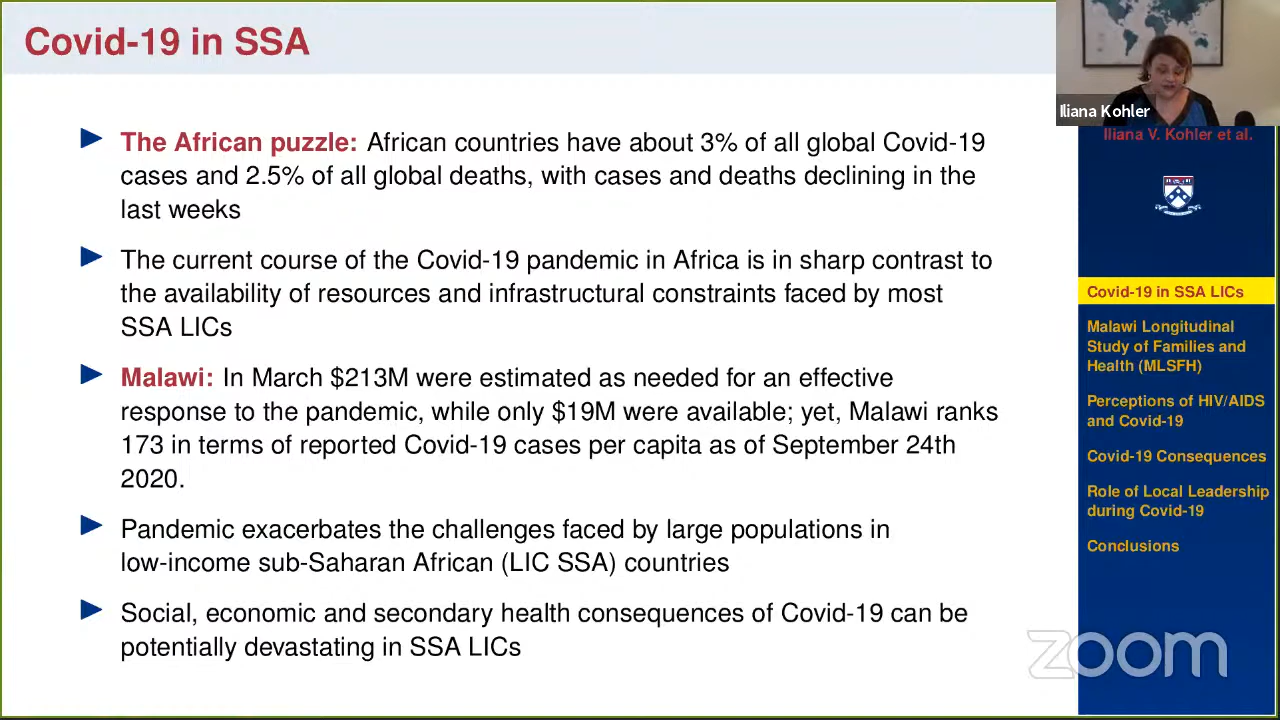 Covid-19 in SSA
The African puzzle: African countries have about 3% of all global Covid-19
cases and 2.5% of all global deaths, with cases and deaths declining in the
last weeks
The current course of the Covid-19 pandemic in Africa is in sharp contrast to
the availability of resources and infrastructural constraints faced by most
SSA LICs
Malawi: In March $213M were estimated as needed for an effective
response to the pandemic, while only $19M were available; yet, Malawi ranks
173 in terms of reported Covid-19 cases per capita as of September 24th
2020.
Pandemic exacerbates the challenges faced by large populations in
low-income sub-Saharan African (LIC SSA) countries
Social, economic and secondary health consequences of Covid-19 can be
potentially devastating in SSA LICs
Iliana Kohler
Iliana V. Kohler et al.
Covid-19 in SSA LICs
Malawi Longitudinal
Study of Families and
Health (MLSFH)
Perceptions of HIV/AIDS
and Covid-19
Covid-19 Consequences
Role of Local Leadership
during Covid-19
Conclusions
zoom